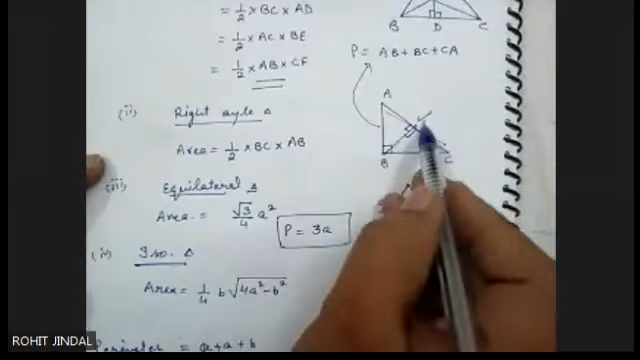 = 1/2 × BC × AD
= 1/2 × AC × BE
= 1/2 × AB × CF
B D C
P = AB + BC + CA
A
B C
(ii) Right angle Δ
Area = 1/2 × BC × AB
(iii) Equilateral Δ
Area = √3/4 a²
P = 3a
(iv) Iso. Δ
Area = 1/4 b √4a²-b²
= a+a+b
ROHIT JINDAL